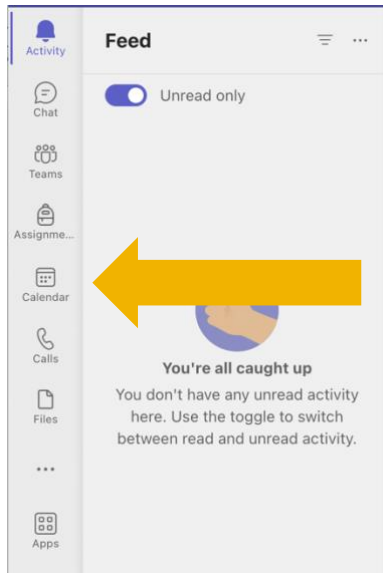 Activity
Chat
Teams
Assignme...
Calendar
Calls
Files
Apps
Feed
Unread only
You're all caught up
You don't have any unread activity
here. Use the toggle to switch
between read and unread activity.